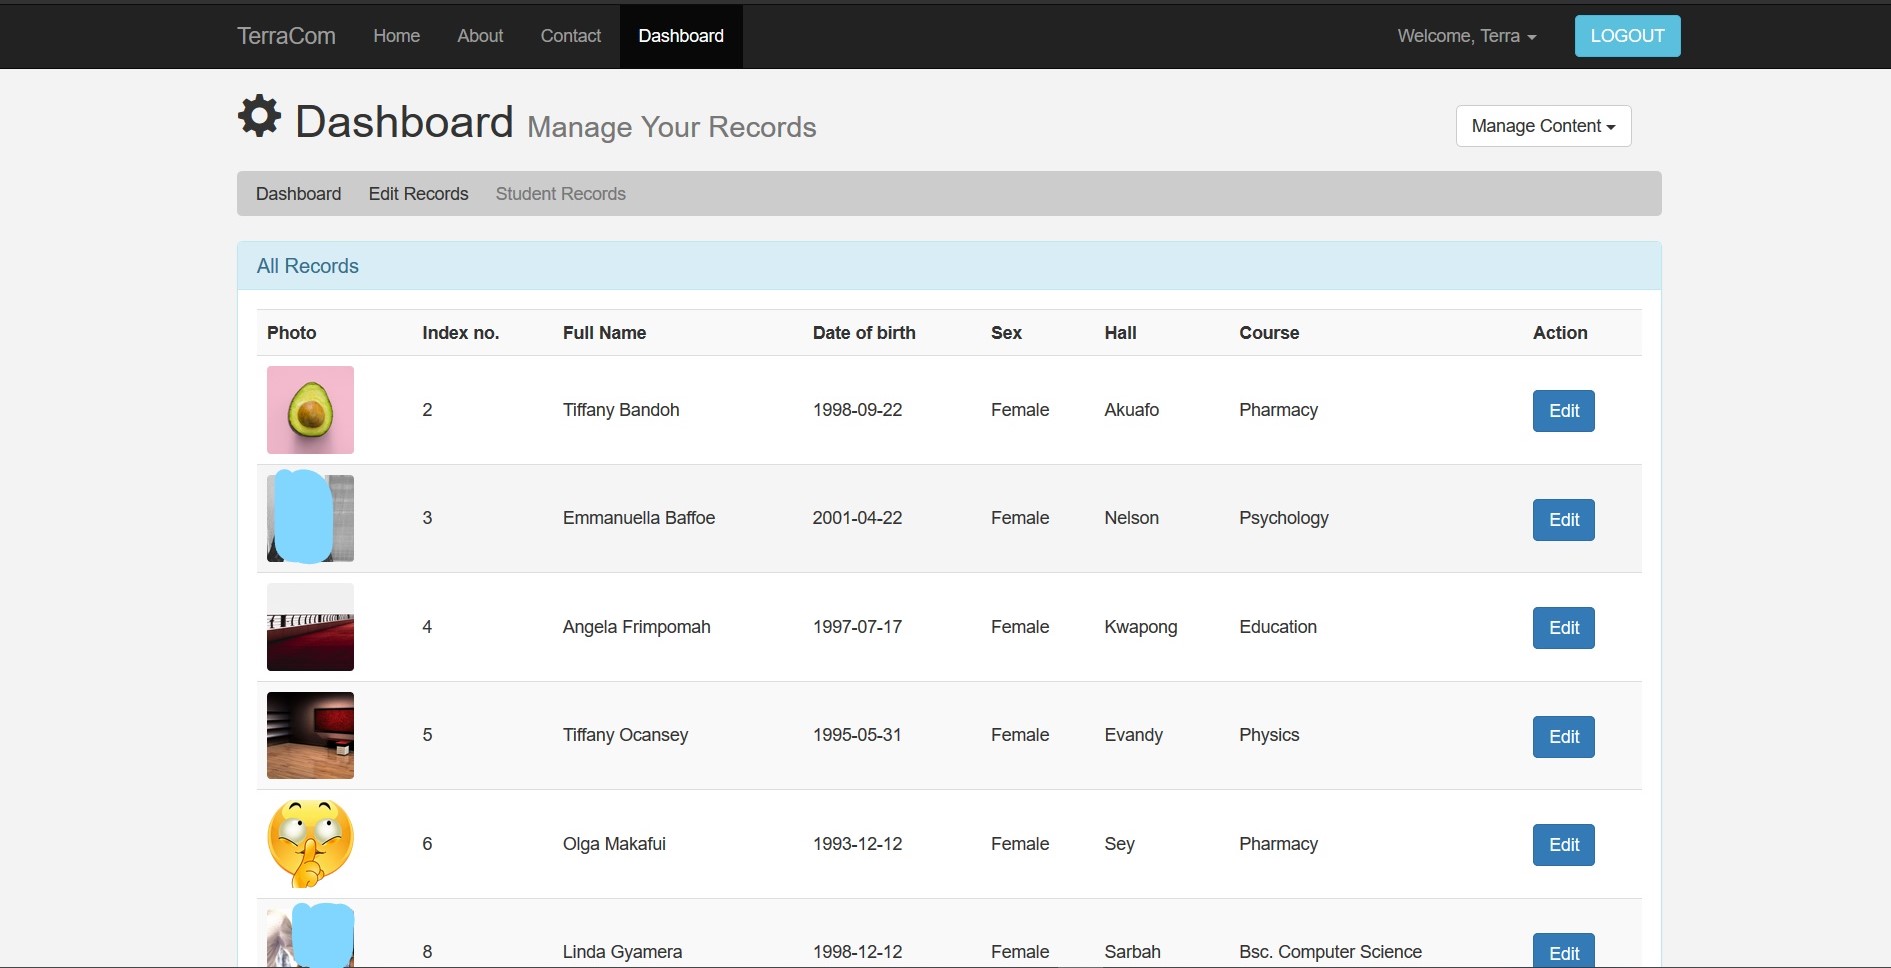 TerraCom Home About Contact Dashboard Welcome, Terra LOGOUT
Dashboard Manage Your Records Manage Content
Dashboard Edit Records Student Records
All Records
Photo Index no. Full Name Date of birth Sex Hall Course Action
2 Tiffany Bandoh 1998-09-22 Female Akuafo Pharmacy Edit
3 Emmanuella Baffoe 2001-04-22 Female Nelson Psychology Edit
4 Angela Frimpomah 1997-07-17 Female Kwapong Education Edit
5 Tiffany Ocansey 1995-05-31 Female Evandy Physics Edit
6 Olga Makafui 1993-12-12 Female Sey Pharmacy Edit
8 Linda Gyamera 1998-12-12 Female Sarbah Bsc. Computer Science Edit